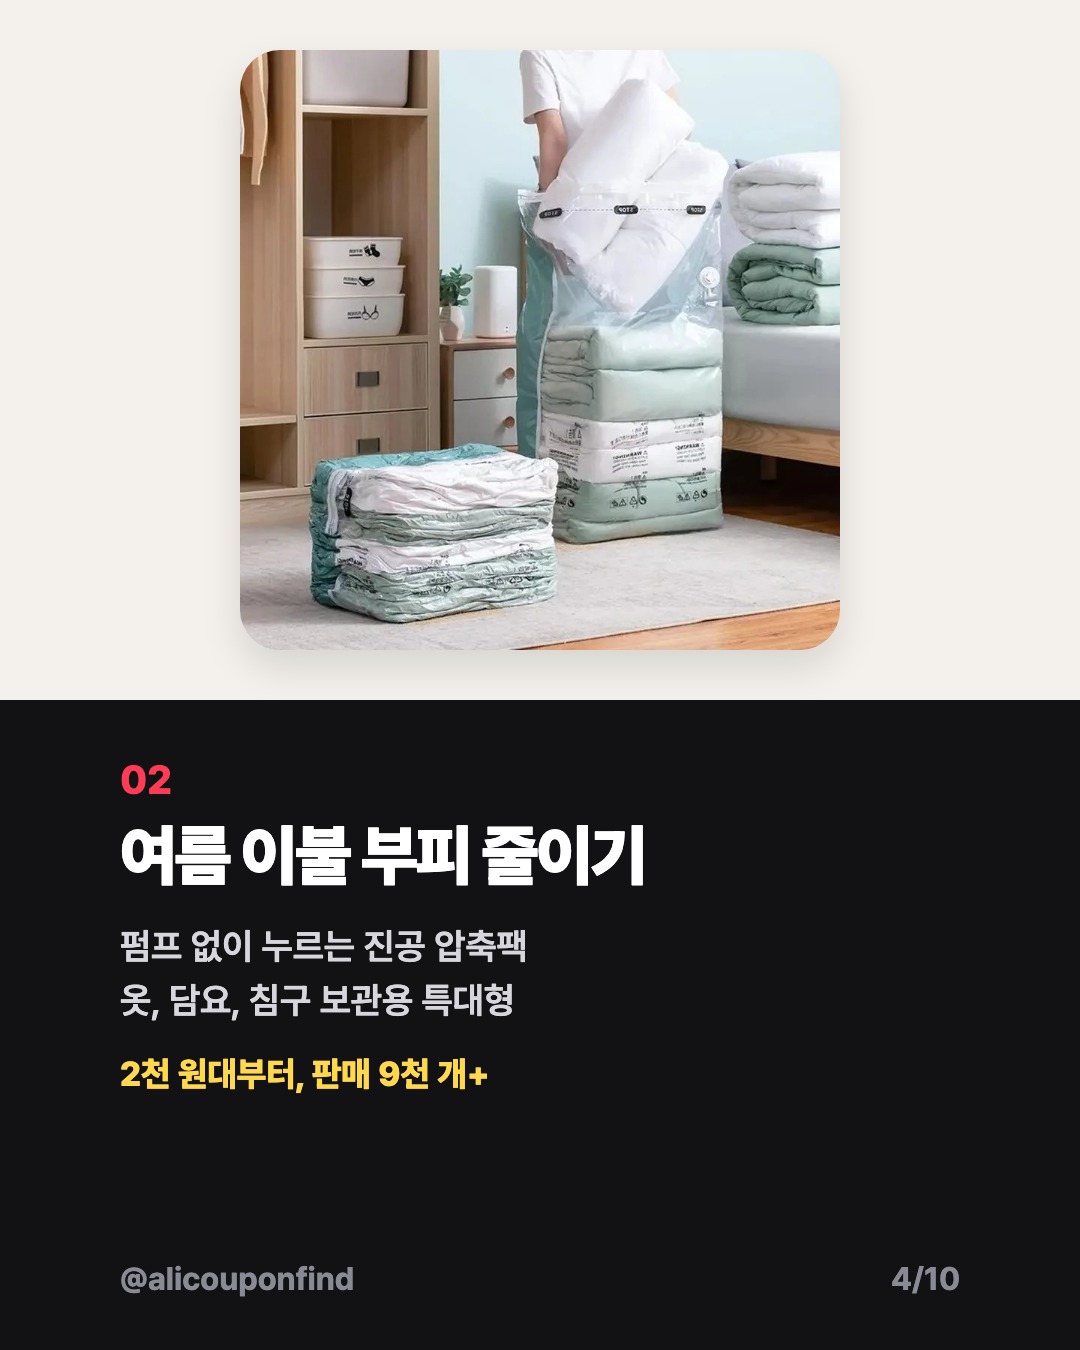 STOP
WARNING!
02
여름 이불 부피 줄이기
펌프 없이 누르는 진공 압축팩
옷, 담요, 침구 보관용 특대형
2천 원대부터, 판매 9천 개+
@alicouponfind
4/10